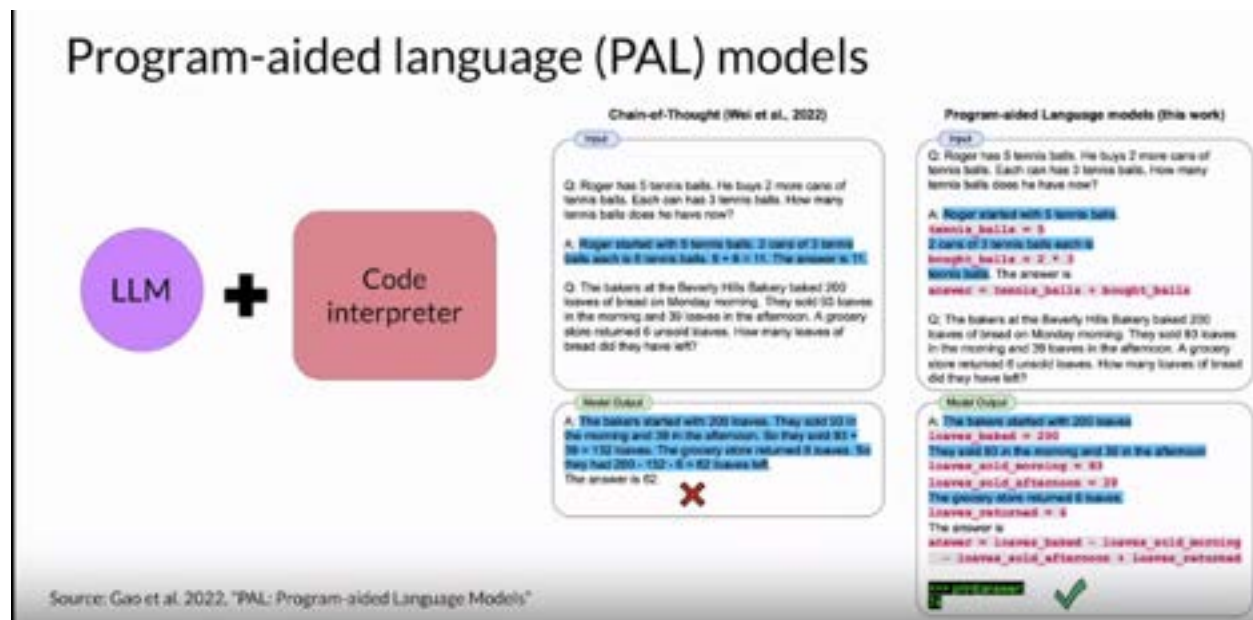 Program-aided language (PAL) models
LLM
Code
interpreter
Chain-of-Thought (Wei et al., 2022)
Input
Q: Roger has 5 tennis balls. He buys 2 more cans of
tennis balls. Each can has 3 tennis balls. How many
tennis balls does he have now?
A: Roger started with 5 tennis balls. 2 cans of 3 tennis
balls each is 6 tennis balls. 5 + 6 = 11. The answer is 11.
Q: The bakers at the Beverly Hills Bakery baked 200
loaves of bread on Monday morning. They sold 93 loaves
in the morning and 39 loaves in the afternoon. A grocery
store returned 6 unsold loaves. How many loaves of
bread did they have left?
Model Output
A: The bakers started with 200 loaves. They sold 93 in
the morning and 39 in the afternoon. So they sold 93 +
39 = 132 loaves. The grocery store returned 6 loaves. So
they had 200 - 132 - 6 = 62 loaves left.
The answer is 62.
Program-aided Language models (this work)
Input
Q: Roger has 5 tennis balls. He buys 2 more cans of
tennis balls. Each can has 3 tennis balls. How many
tennis balls does he have now?
A: Roger started with 5 tennis balls.
tennis_balls = 5
2 cans of 3 tennis balls each is
bought_balls = 2 * 3
tennis balls. The answer is
answer = tennis_balls + bought_balls
Q: The bakers at the Beverly Hills Bakery baked 200
loaves of bread on Monday morning. They sold 93 loaves
in the morning and 39 loaves in the afternoon. A grocery
store returned 6 unsold loaves. How many loaves of bread
did they have left?
Model Output
A: The bakers started with 200 loaves
loaves_baked = 200
They sold 93 in the morning and 39 in the afternoon
loaves_sold_morning = 93
loaves_sold_afternoon = 39
The grocery store returned 6 loaves.
loaves_returned = 6
The answer is
answer = loaves_baked - loaves_sold_morning
- loaves_sold_afternoon + loaves_returned
Source: Gao et al. 2022, "PAL: Program-aided Language Models"